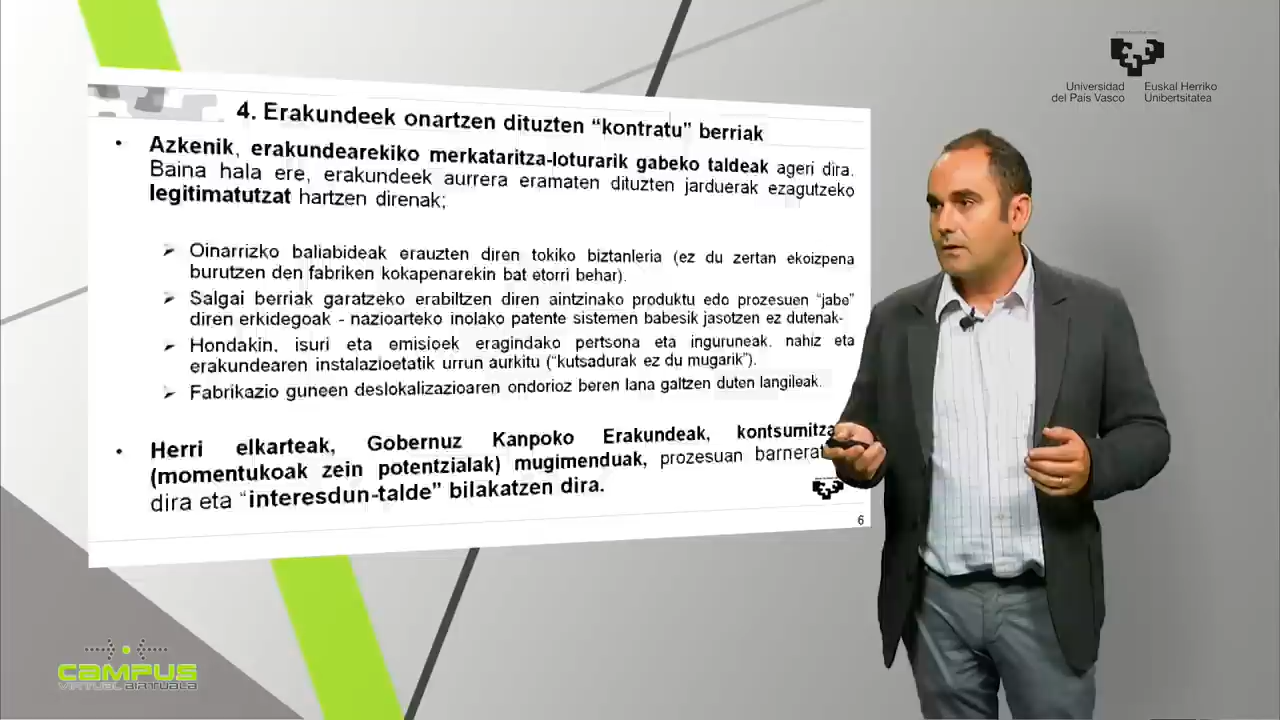 4. Erakundeek onartzen dituzten “kontratu” berriak
• Azkenik, erakundearekiko merkataritza-loturarik gabeko taldeak ageri dira.
Baina hala ere, erakundeek aurrera eramaten dituzten jarduerak ezagutzeko
legitimatutzat hartzen direnak;
➢ Oinarrizko baliabideak erauzten diren tokiko biztanleria (ez du zertan ekoizpena
burutzen den fabriken kokapenarekin bat etorri behar).
➢ Salgai berriak garatzeko erabiltzen diren aintzinako produktu edo prozesuen “jabe”
diren erkidegoak - nazioarteko inolako patente sistemen babesik jasotzen ez dutenak-
➢ Hondakin, isuri eta emisioek eragindako pertsona eta inguruneak, nahiz eta
erakundearen instalazioetatik urrun aurkitu (“kutsadurak ez du mugarik”).
➢ Fabrikazio guneen deslokalizazioaren ondorioz beren lana galtzen duten langileak.
• Herri elkarteak, Gobernuz Kanpoko Erakundeak, kontsumitza
(momentukoak zein potentzialak) mugimenduak, prozesuan barnerat
dira eta “interesdun-talde” bilakatzen dira.
6
Universidad del País Vasco
Euskal Herriko Unibertsitatea
CAMPUS
VIRTUAL BIRTUALA